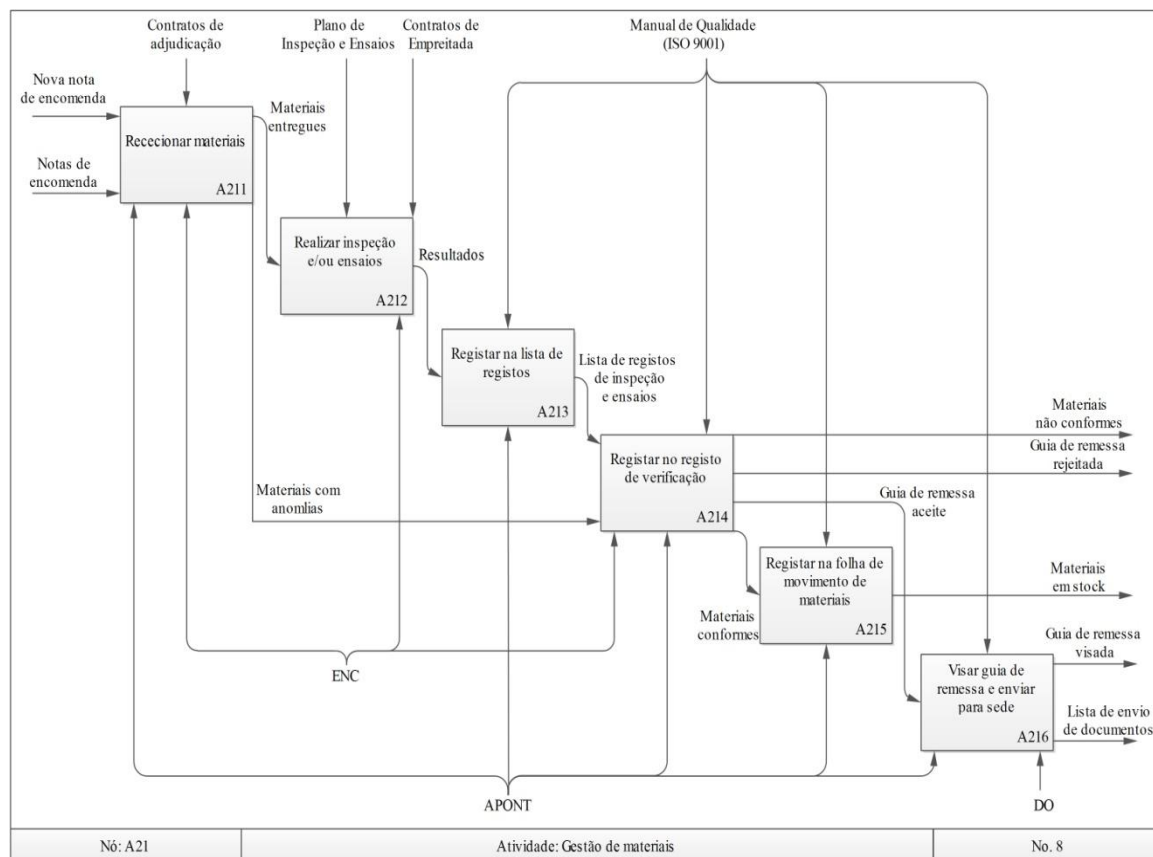 Contratos de
adjudicação
Plano de
Inspeção e Ensaios
Contratos de
Empreitada
Manual de Qualidade
(ISO 9001)
Nova nota
de encomenda
Notas de
encomenda
Rececionar materiais
A211
Materiais
entregues
Realizar inspeção
e/ou ensaios
A212
Resultados
Registar na lista de
registos
A213
Lista de registos
de inspeção
e ensaios
Materiais com
anomlias
Registar no registo
de verificação
A214
Materiais
não conformes
Guia de remessa
rejeitada
Guia de remessa
aceite
Registar na folha de
movimento de
materiais
A215
Materiais
conformes
Materiais
em stock
Visar guia de
remessa e enviar
para sede
A216
Guia de remessa
visada
Lista de envio
de documentos
ENC
APONT
DO
Nó: A21
Atividade: Gestão de materiais
No. 8